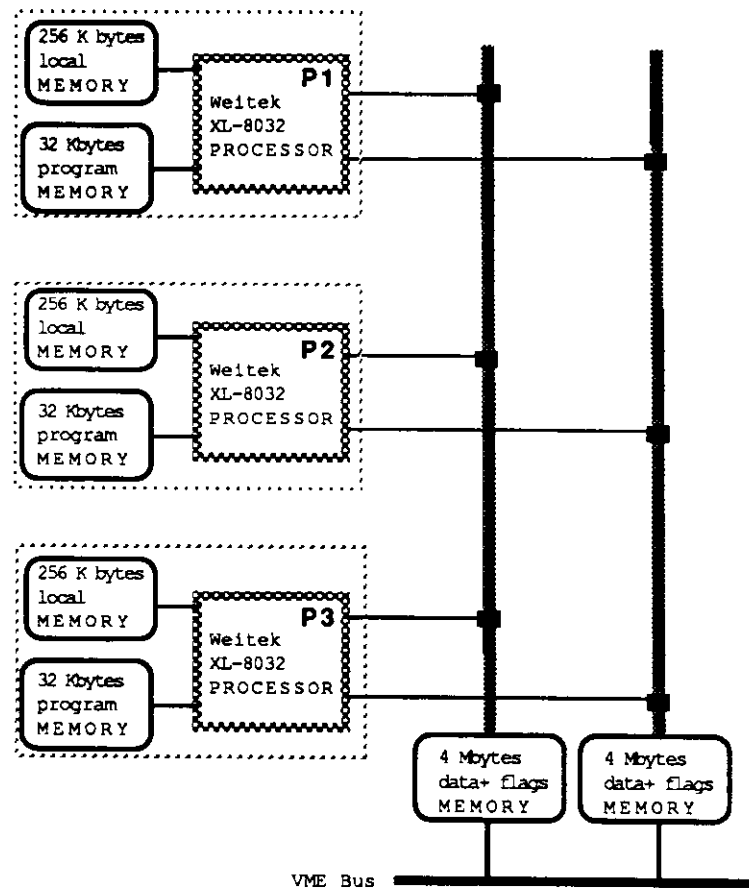 256 K bytes
local
MEMORY
P1
Weitek
XL-8032
PROCESSOR
32 Kbytes
program
MEMORY
256 K bytes
local
MEMORY
P2
Weitek
XL-8032
PROCESSOR
32 Kbytes
program
MEMORY
256 K bytes
local
MEMORY
P3
Weitek
XL-8032
PROCESSOR
32 Kbytes
program
MEMORY
4 Mbytes
data+ flags
MEMORY
4 Mbytes
data+ flags
MEMORY
VME Bus